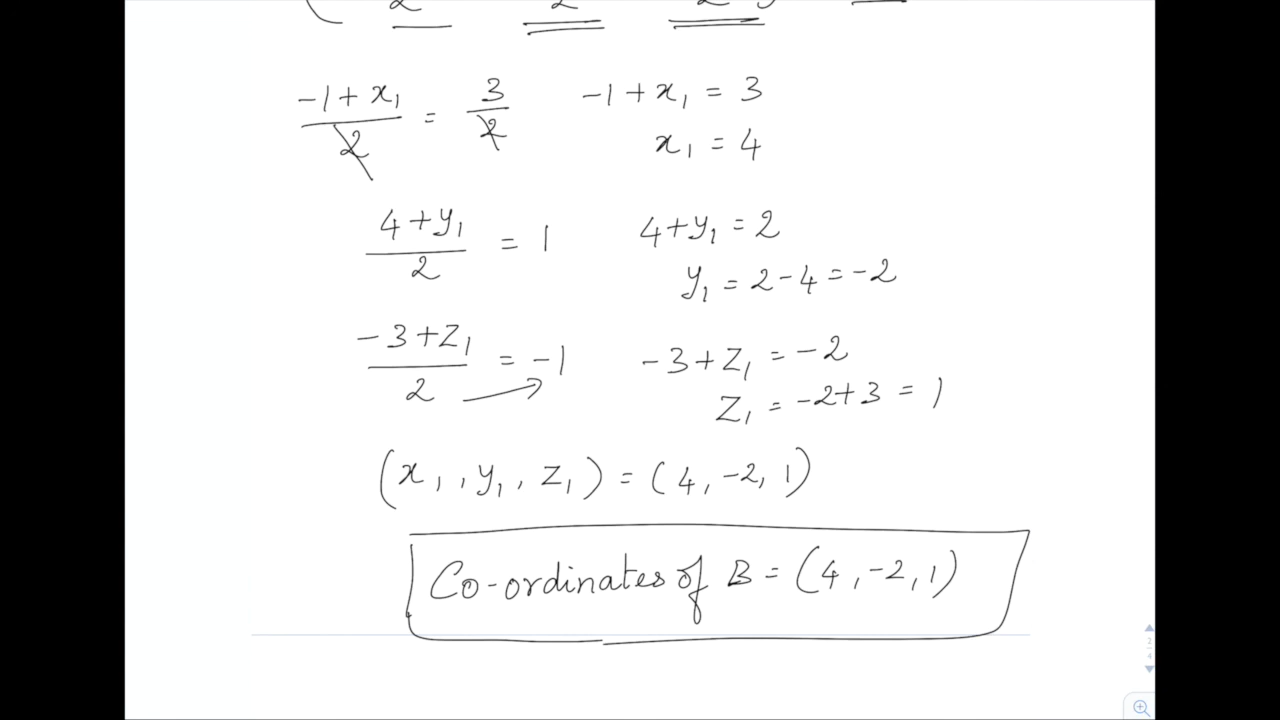 (-1 + x₁)/2 = 3/2    -1 + x₁ = 3
x₁ = 4
(4 + y₁)/2 = 1    4 + y₁ = 2
y₁ = 2 - 4 = -2
(-3 + z₁)/2 = -1    -3 + z₁ = -2
z₁ = -2 + 3 = 1
(x₁, y₁, z₁) = (4, -2, 1)
Co-ordinates of B = (4, -2, 1)